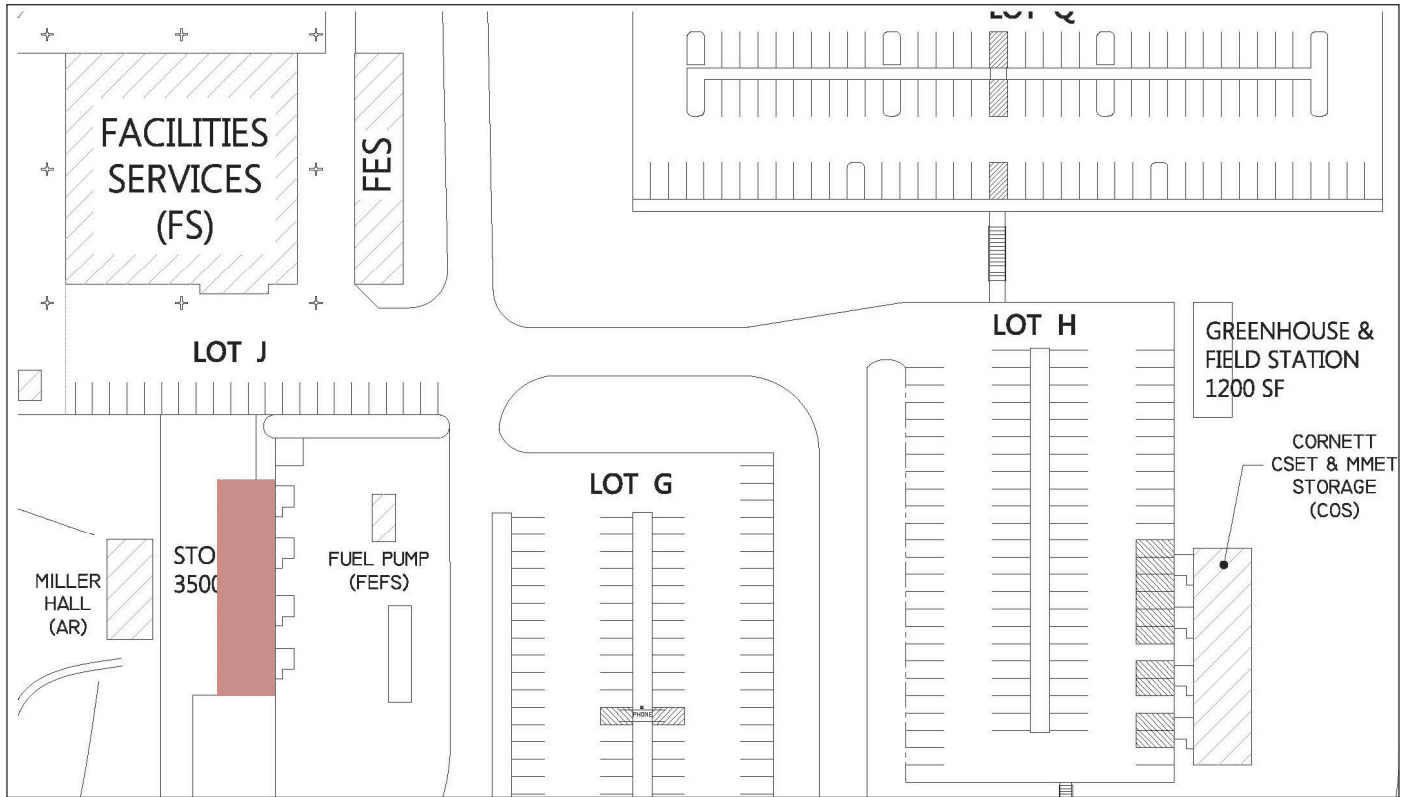 LOT Q
FACILITIES
SERVICES
(FS)
FES
LOT J
LOT H
GREENHOUSE &
FIELD STATION
1200 SF
CORNETT
CSET & MMET
STORAGE
(COS)
LOT G
STO
3500
FUEL PUMP
(FEFS)
MILLER
HALL
(AR)
PHONE